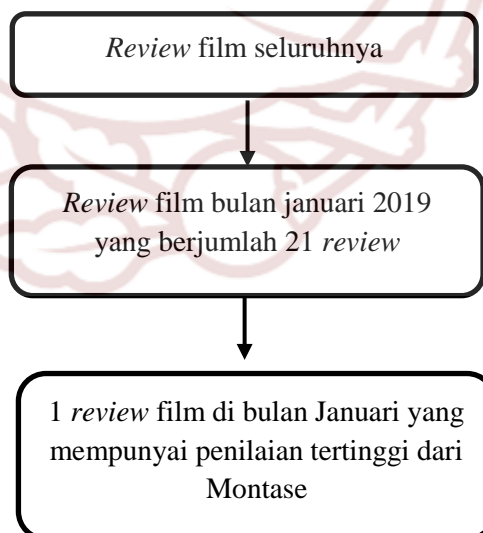 Review film seluruhnya
Review film bulan januari 2019
yang berjumlah 21 review
1 review film di bulan Januari yang
mempunyai penilaian tertinggi dari
Montase